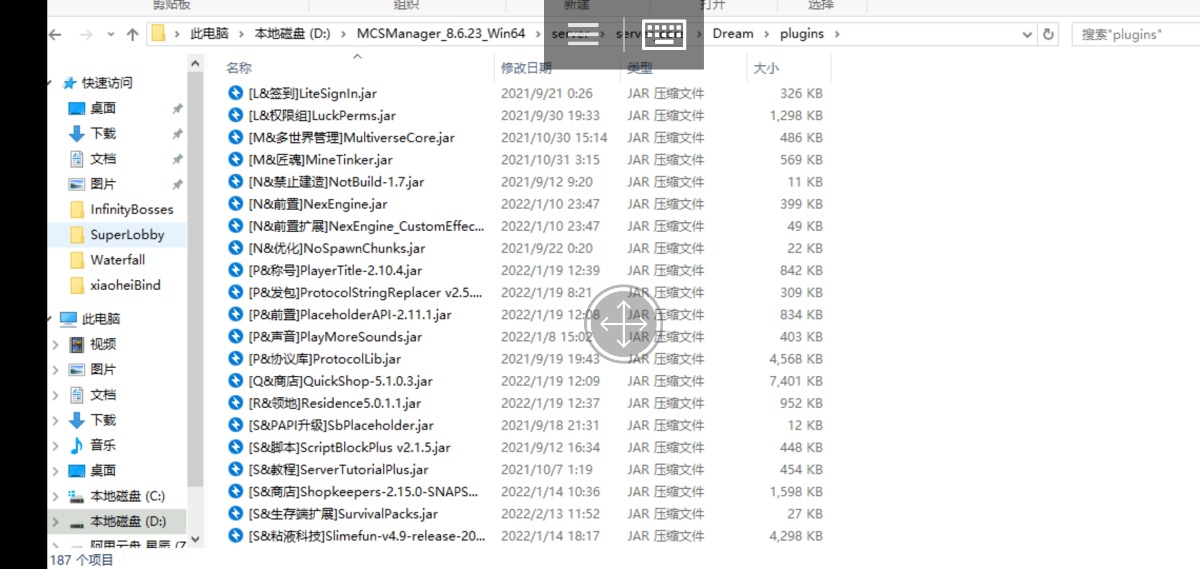 剪贴板 组织 新建 打开 选择
此电脑 › 本地磁盘 (D:) › MCSManager_8.6.23_Win64 › server › › Dream › plugins ›
搜索"plugins"
名称 修改日期 类型 大小
快速访问
桌面
下载
文档
图片
InfinityBosses
SuperLobby
Waterfall
xiaoheiBind
此电脑
视频
图片
文档
下载
音乐
桌面
本地磁盘 (C:)
本地磁盘 (D:)
[L&签到]LiteSignIn.jar 2021/9/21 0:26 JAR 压缩文件 326 KB
[L&权限组]LuckPerms.jar 2021/9/30 19:33 JAR 压缩文件 1,298 KB
[M&多世界管理]MultiverseCore.jar 2021/10/30 15:14 JAR 压缩文件 486 KB
[M&匠魂]MineTinker.jar 2021/10/31 3:15 JAR 压缩文件 569 KB
[N&禁止建造]NotBuild-1.7.jar 2021/9/12 9:20 JAR 压缩文件 11 KB
[N&前置]NexEngine.jar 2022/1/10 23:47 JAR 压缩文件 399 KB
[N&前置扩展]NexEngine_CustomEffec... 2022/1/10 23:47 JAR 压缩文件 49 KB
[N&优化]NoSpawnChunks.jar 2021/9/22 0:20 JAR 压缩文件 22 KB
[P&称号]PlayerTitle-2.10.4.jar 2022/1/19 12:39 JAR 压缩文件 842 KB
[P&发包]ProtocolStringReplacer v2.5.... 2022/1/19 8:21 JAR 压缩文件 309 KB
[P&前置]PlaceholderAPI-2.11.1.jar 2022/1/19 12:08 JAR 压缩文件 834 KB
[P&声音]PlayMoreSounds.jar 2022/1/8 15:02 JAR 压缩文件 403 KB
[P&协议库]ProtocolLib.jar 2021/9/19 19:43 JAR 压缩文件 4,568 KB
[Q&商店]QuickShop-5.1.0.3.jar 2022/1/19 12:09 JAR 压缩文件 7,401 KB
[R&领地]Residence5.0.1.1.jar 2022/1/19 12:37 JAR 压缩文件 952 KB
[S&PAPI升级]SbPlaceholder.jar 2021/9/18 21:31 JAR 压缩文件 12 KB
[S&脚本]ScriptBlockPlus v2.1.5.jar 2021/9/12 16:34 JAR 压缩文件 448 KB
[S&教程]ServerTutorialPlus.jar 2021/10/7 1:19 JAR 压缩文件 454 KB
[S&商店]Shopkeepers-2.15.0-SNAPS... 2022/1/14 10:36 JAR 压缩文件 1,598 KB
[S&生存端扩展]SurvivalPacks.jar 2022/2/13 11:52 JAR 压缩文件 27 KB
[S&粘液科技]Slimefun-v4.9-release-20... 2022/1/14 18:17 JAR 压缩文件 4,298 KB
187 个项目